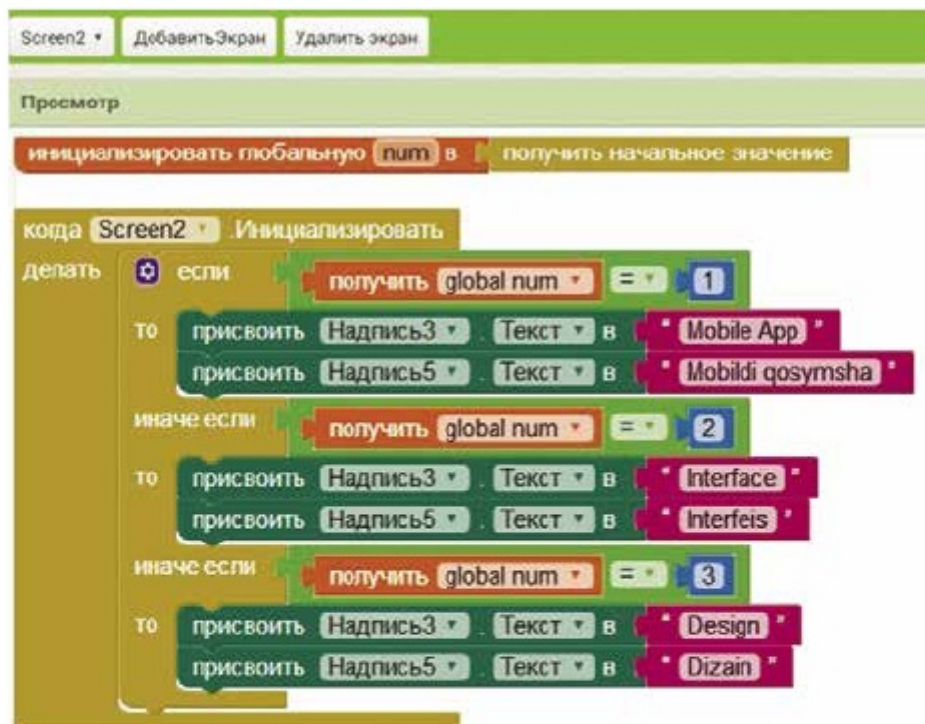 Screen2 ДобавитьЭкран Удалить экран
Просмотр
инициализировать глобальную num в получить начальное значение
когда Screen2 .Инициализировать
делать если получить global num = 1
то присвоить Надпись3 . Текст в " Mobile App "
присвоить Надпись5 . Текст в " Mobildi qosymsha "
иначе если получить global num = 2
то присвоить Надпись3 . Текст в " Interface "
присвоить Надпись5 . Текст в " Interfeis "
иначе если получить global num = 3
то присвоить Надпись3 . Текст в " Design "
присвоить Надпись5 . Текст в " Dizain "